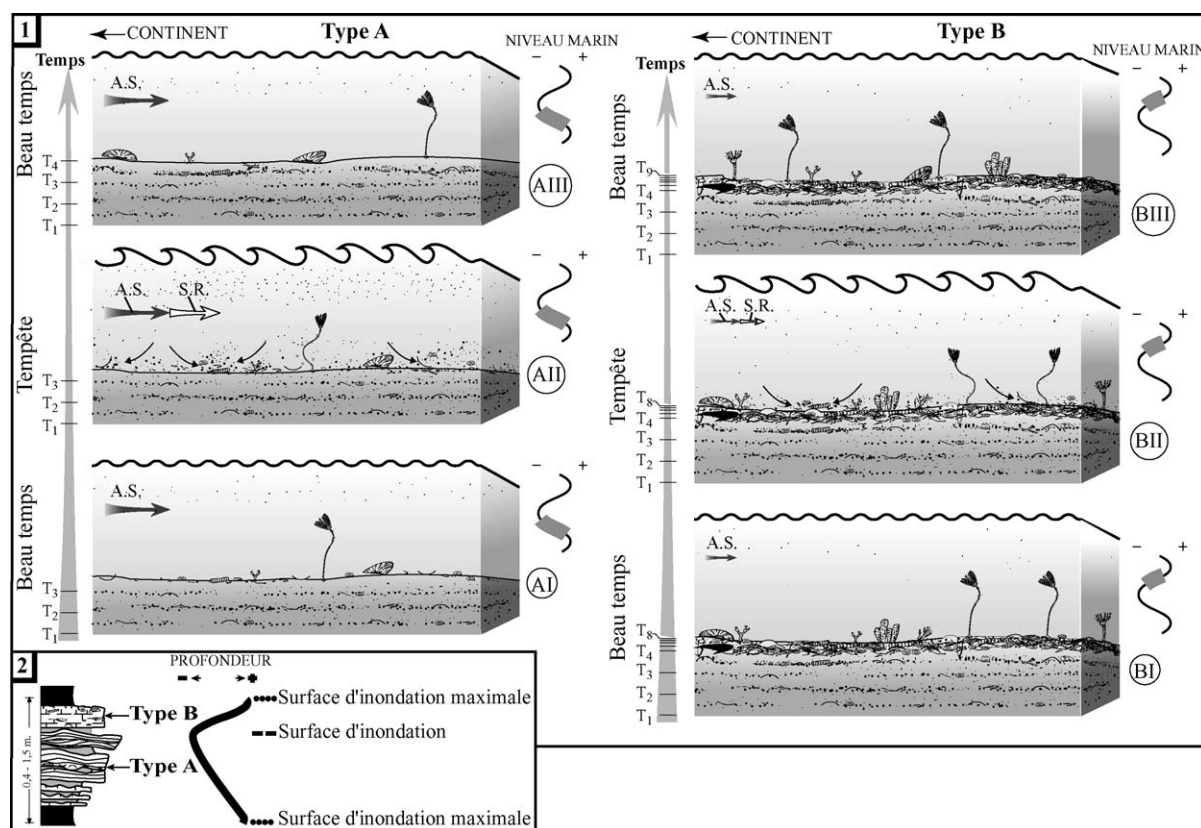 1
CONTINENT
Type A
NIVEAU MARIN
Temps
- +
Beau temps
A.S.
T4
T3
T2
T1
AIII
Tempête
A.S. S.R.
- +
T3
T2
T1
AII
Beau temps
A.S.
- +
T3
T2
T1
AI
CONTINENT
Type B
NIVEAU MARIN
Temps
- +
Beau temps
A.S.
T9
T4
T3
T2
T1
BIII
Tempête
A.S. S.R.
- +
T8
T4
T3
T2
T1
BII
Beau temps
A.S.
- +
T8
T4
T3
T2
T1
BI
2
PROFONDEUR
- +
0,4 - 1,5 m.
Type B
Type A
Surface d'inondation maximale
Surface d'inondation
Surface d'inondation maximale